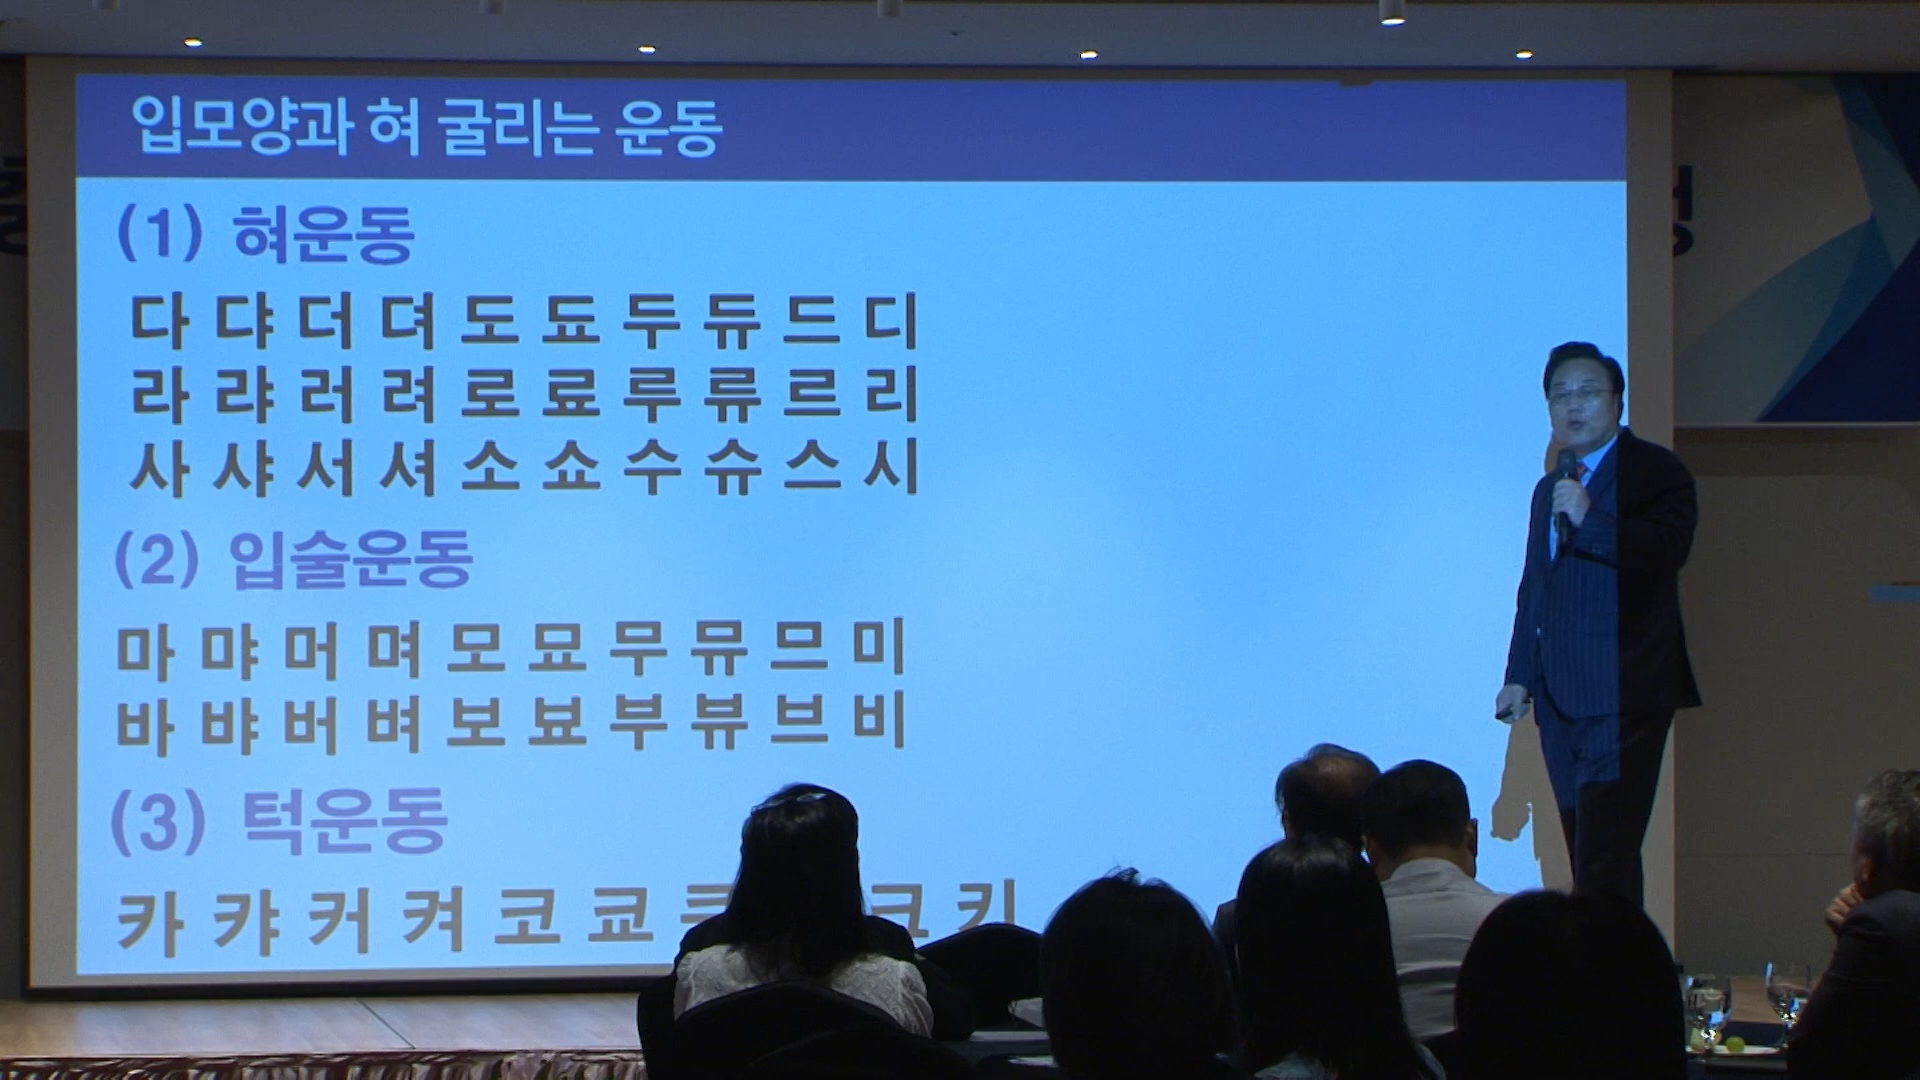 입모양과 혀 굴리는 운동
(1) 혀운동
다 댜 더 뎌 도 됴 두 듀 드 디
라 랴 러 려 로 료 루 류 르 리
사 샤 서 셔 소 쇼 수 슈 스 시
(2) 입술운동
마 먀 머 며 모 묘 무 뮤 므 미
바 뱌 버 벼 보 뵤 부 뷰 브 비
(3) 턱운동
카 캬 커 켜 코 쿄 크 키